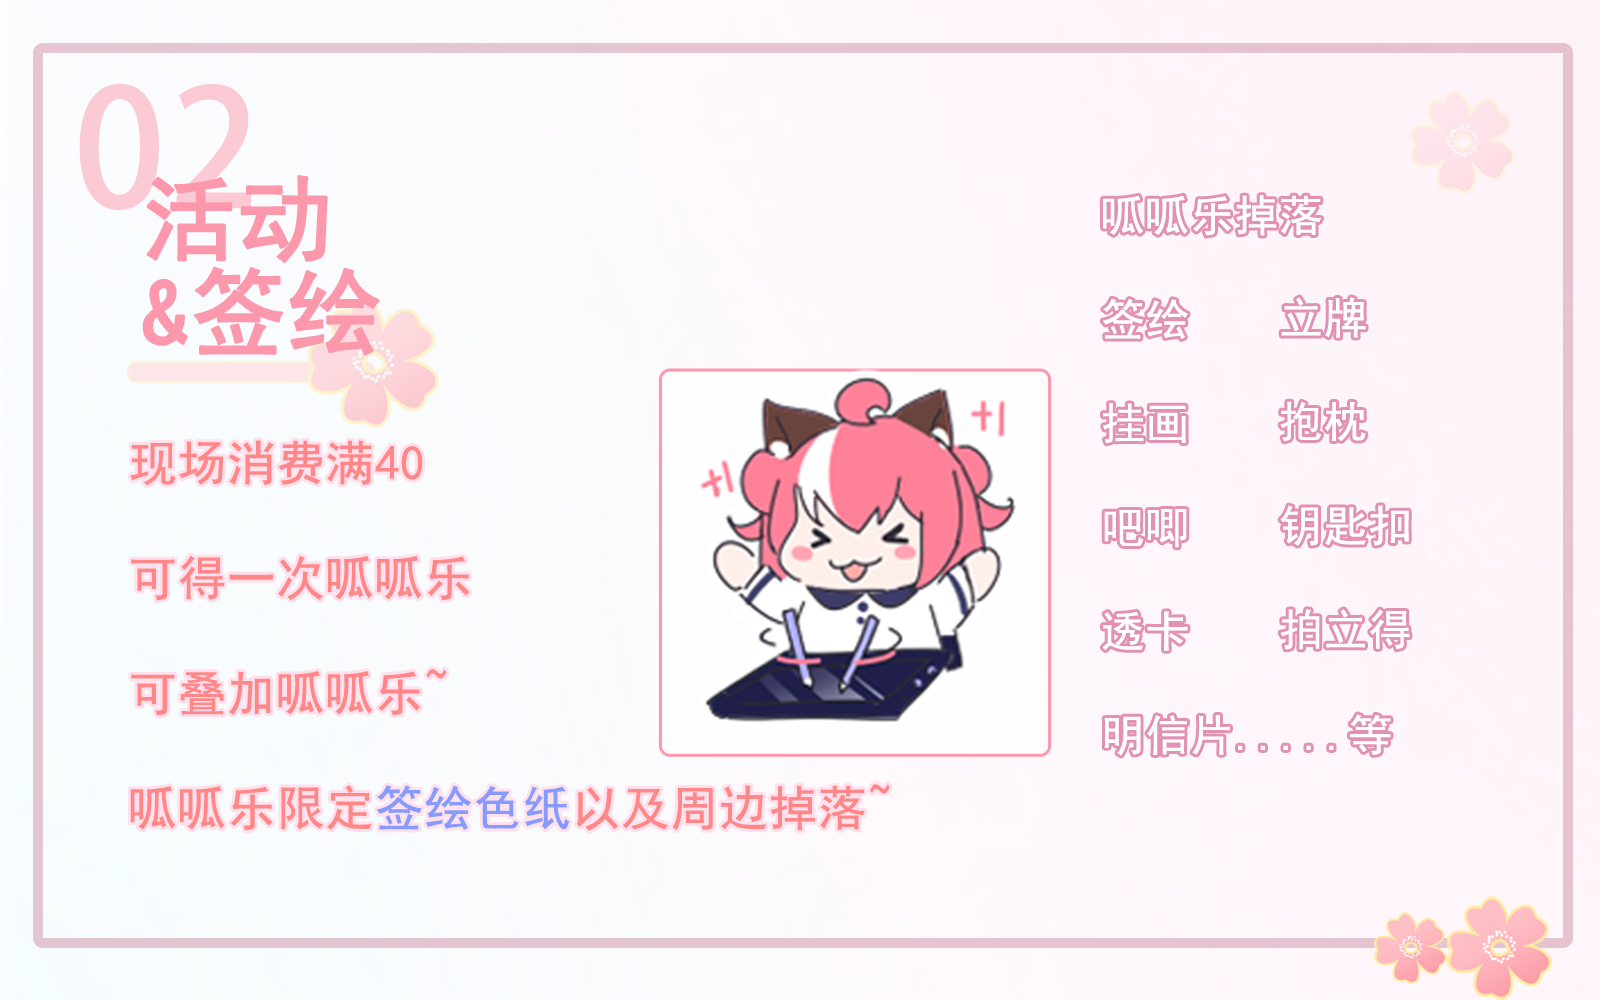 02
活动
&签绘
现场消费满40
可得一次呱呱乐
可叠加呱呱乐~
呱呱乐限定签绘色纸以及周边掉落~
呱呱乐掉落
签绘 立牌
挂画 抱枕
吧唧 钥匙扣
透卡 拍立得
明信片.....等